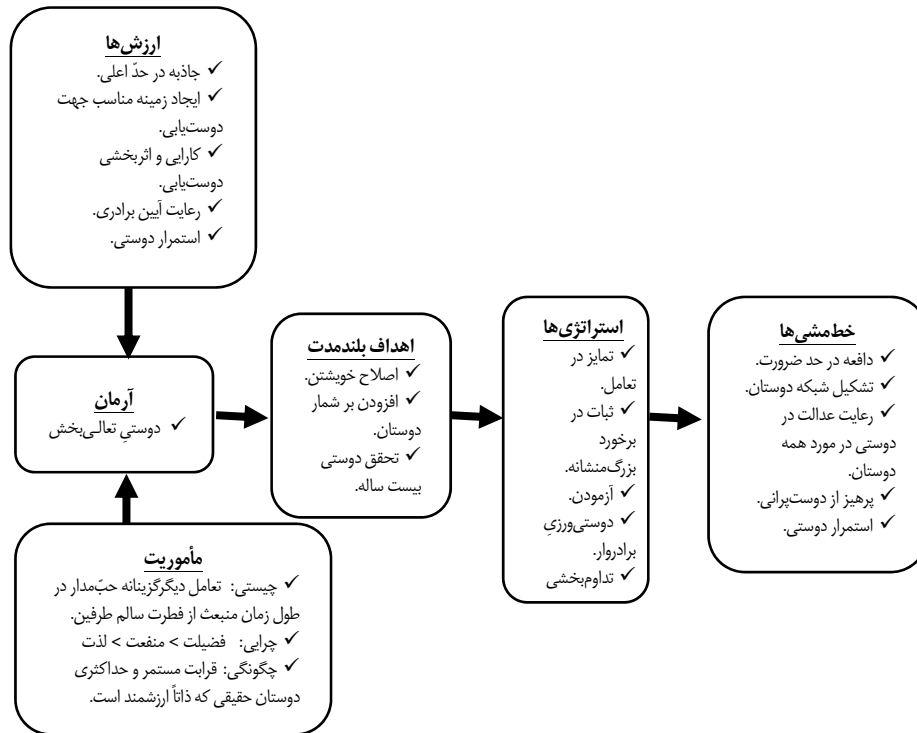 ارزش‌ها
✓ جاذبه در حدّ اعلی.
✓ ایجاد زمینه مناسب جهت
دوست‌یابی.
✓ کارایی و اثربخشی
دوست‌یابی.
✓ رعایت آیین برادری.
✓ استمرار دوستی.
آرمان
✓ دوستیِ تعالی‌بخش
مأموریت
✓ چیستی: تعامل دیگرگزینانه حبّ‌مدار در
طول زمان منبعث از فطرت سالم طرفین.
✓ چرایی: فضیلت > منفعت > لذت
✓ چگونگی: قرابت مستمر و حداکثری
دوستان حقیقی که ذاتاً ارزشمند است.
اهداف بلندمدت
✓ اصلاح خویشتن.
✓ افزودن بر شمار
دوستان.
✓ تحقق دوستی
بیست ساله.
استراتژی‌ها
✓ تمایز در
تعامل.
✓ ثبات در
برخورد
بزرگ‌منشانه.
✓ آزمودن.
✓ دوستی‌ورزیِ
برادروار.
✓ تداوم‌بخشی
خط‌مشی‌ها
✓ دافعه در حد ضرورت.
✓ تشکیل شبکه دوستان.
✓ رعایت عدالت در
دوستی در مورد همه
دوستان.
✓ پرهیز از دوست‌پرانی.
✓ استمرار دوستی.